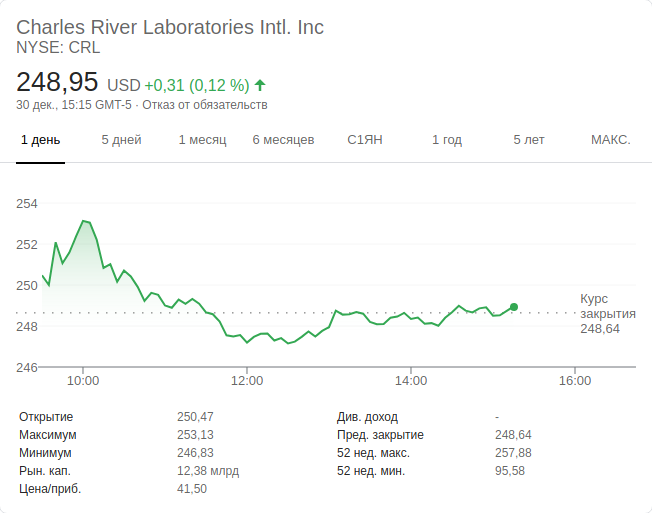 Charles River Laboratories Intl. Inc
NYSE: CRL
248,95 USD +0,31 (0,12 %)
30 дек., 15:15 GMT-5 · Отказ от обязательств
1 день 5 дней 1 месяц 6 месяцев С1ЯН 1 год 5 лет МАКС.
254
252
250
248
246
Курс
закрытия
248,64
10:00 12:00 14:00 16:00
Открытие 250,47 Див. доход -
Максимум 253,13 Пред. закрытие 248,64
Минимум 246,83 52 нед. макс. 257,88
Рын. кап. 12,38 млрд 52 нед. мин. 95,58
Цена/приб. 41,50